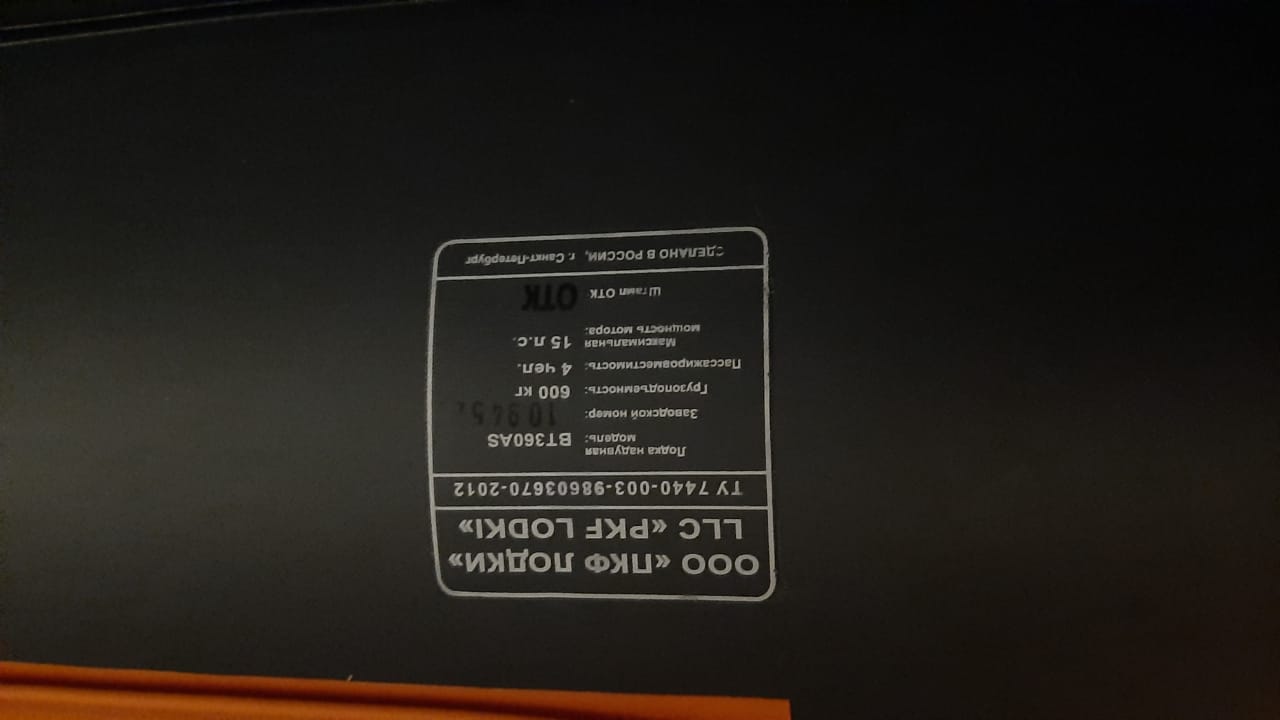 ООО «ПКФ ЛОДКИ»
LLC «PKF LODKI»
ТУ 7440-003-98603670-2012
Лодка надувная
модель: BT360AS
Заводской номер:
Грузоподъемность: 600 кг
Пассажировместимость: 4 чел.
Максимальная
мощность мотора: 15 л.с.
Штамп ОТК ОТК
СДЕЛАНО В РОССИИ, г. Санкт-Петербург